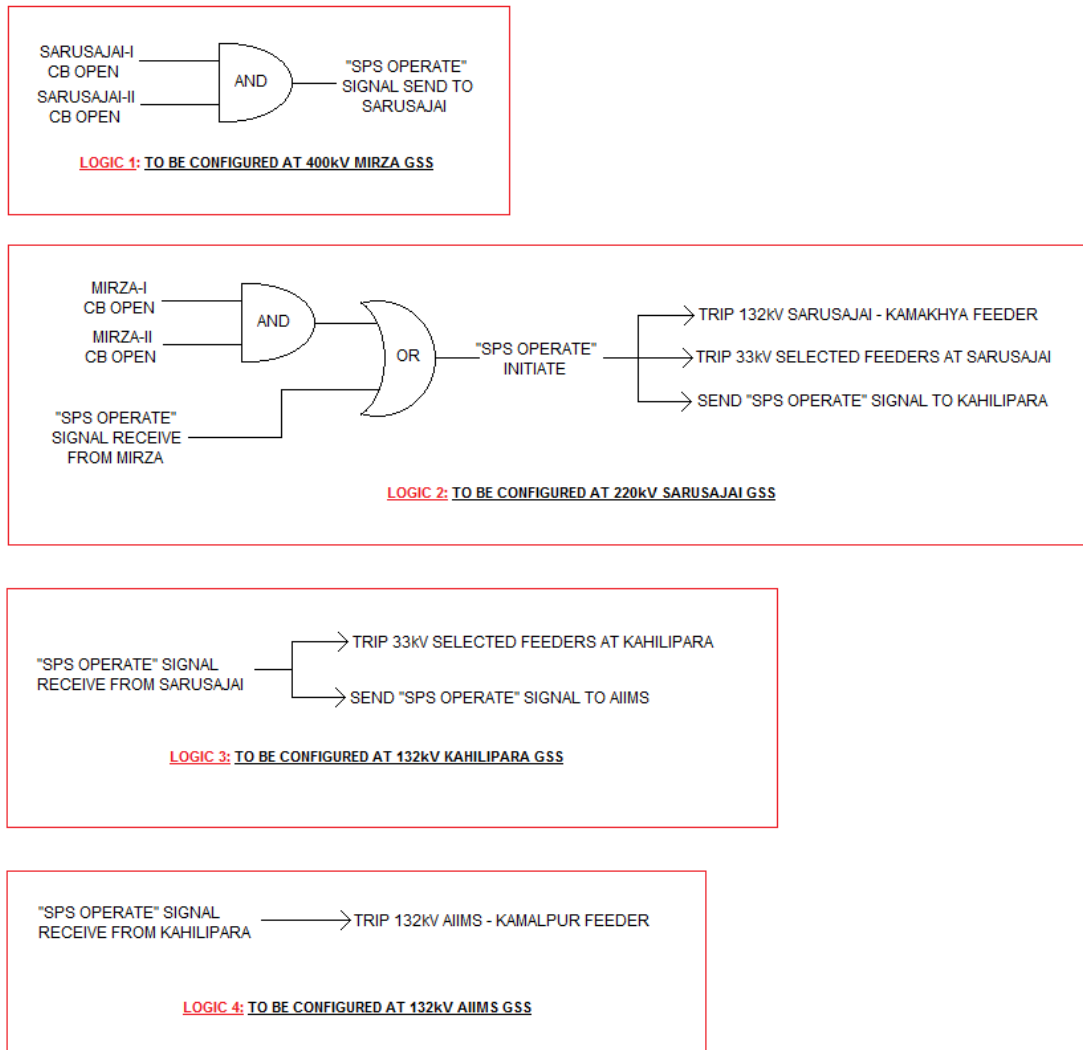 SARUSAJAI-I
CB OPEN
SARUSAJAI-II
CB OPEN
AND
"SPS OPERATE"
SIGNAL SEND TO
SARUSAJAI
LOGIC 1: TO BE CONFIGURED AT 400kV MIRZA GSS
MIRZA-I
CB OPEN
MIRZA-II
CB OPEN
AND
"SPS OPERATE"
SIGNAL RECEIVE
FROM MIRZA
OR
"SPS OPERATE"
INITIATE
TRIP 132kV SARUSAJAI - KAMAKHYA FEEDER
TRIP 33kV SELECTED FEEDERS AT SARUSAJAI
SEND "SPS OPERATE" SIGNAL TO KAHILIPARA
LOGIC 2: TO BE CONFIGURED AT 220kV SARUSAJAI GSS
"SPS OPERATE" SIGNAL
RECEIVE FROM SARUSAJAI
TRIP 33kV SELECTED FEEDERS AT KAHILIPARA
SEND "SPS OPERATE" SIGNAL TO AIIMS
LOGIC 3: TO BE CONFIGURED AT 132kV KAHILIPARA GSS
"SPS OPERATE" SIGNAL
RECEIVE FROM KAHILIPARA
TRIP 132kV AIIMS - KAMALPUR FEEDER
LOGIC 4: TO BE CONFIGURED AT 132kV AIIMS GSS